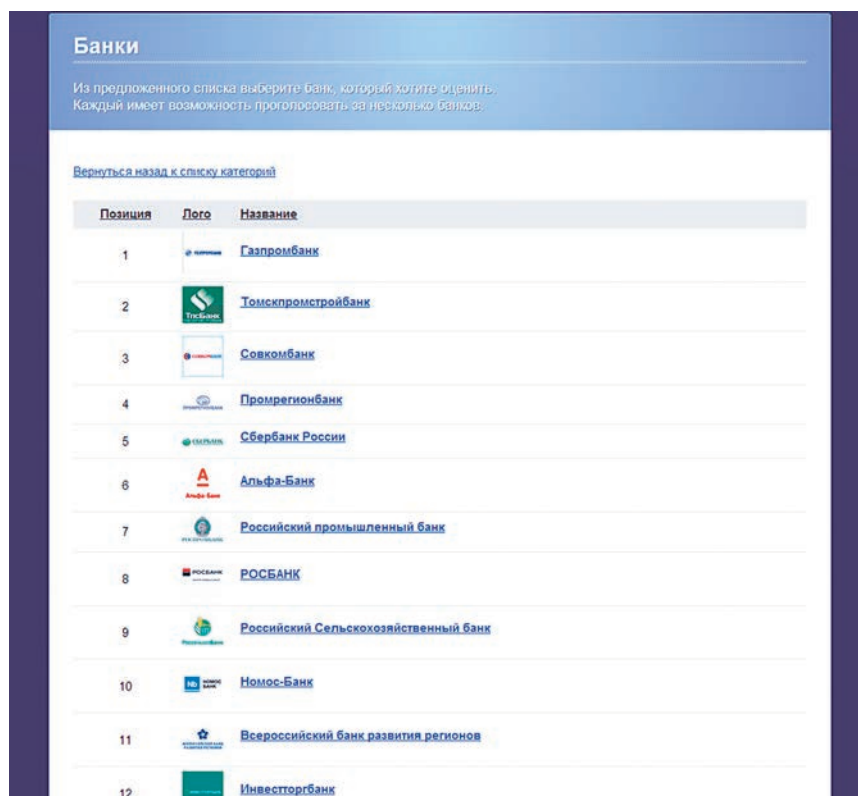 Банки
Из предложенного списка выберите банк, который хотите оценить.
Каждый имеет возможность проголосовать за несколько банков.
Вернуться назад к списку категорий
Позиция Лого Название
1 Газпромбанк
2 ТпсБанк Томскпромстройбанк
3 Совкомбанк
4 Промрегионбанк
5 Сбербанк России
6 А Альфа-Банк Альфа-Банк
7 Российский промышленный банк
8 РОСБАНК РОСБАНК
9 Российский Сельскохозяйственный банк
10 Nb НОМОС БАНК Номос-Банк
11 Всероссийский банк развития регионов
12 Инвестторгбанк